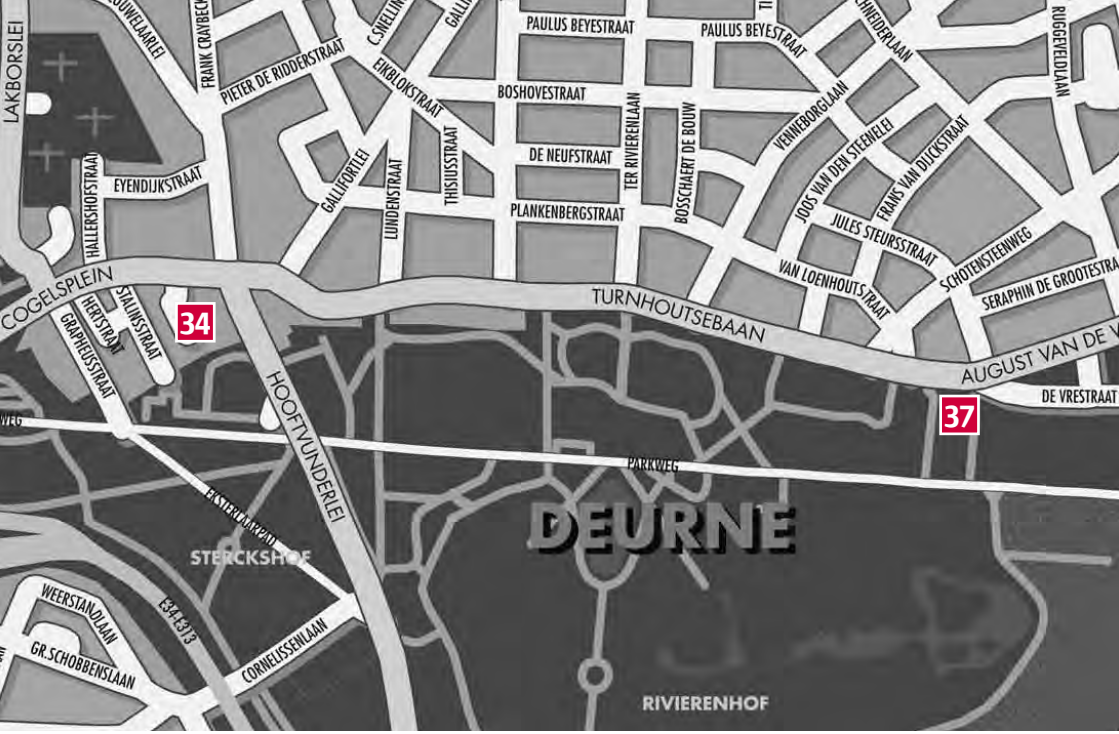 LAKBORSLEI
FRANK CRAYBECK
PIETER DE RIDDERSTRAAT
EIKBLOKSTRAAT
PAULUS BEYESTRAAT
PAULUS BEYESTRAAT
RUGGEVELDLAAN
BOSHOVESTRAAT
TER RIVIERENLAAN
BOSSCHAERT DE BOUW
VENNEBORGLAAN
JOOS VAN DEN STEENELEI
FRANS VAN DIJCKSTRAAT
HALLERSHOFSTRAAT
EYENDIJKSTRAAT
GALLIFORTLEI
LUNDENSTRAAT
THISIUSSTRAAT
DE NEUFSTRAAT
PLANKENBERGSTRAAT
JULES STEURSSTRAAT
VAN LOENHOUTSTRAAT
SCHOTENSTEENWEG
SERAPHIN DE GROOTESTRA
COGELSPLEIN
TURNHOUTSEBAAN
AUGUST VAN DE V
DE VRESTRAAT
STALINSSTRAAT
HERTSTRAAT
GRAPHEUSSTRAAT
34
HOOFTVUNDERLEI
37
WEG
PARKWEG
EKSTERLAARPAD
DEURNE
STERCKSHOF
WEERSTANDLAAN
E34-E313
GR.SCHOBBENSLAAN
CORNELISSENLAAN
RIVIERENHOF